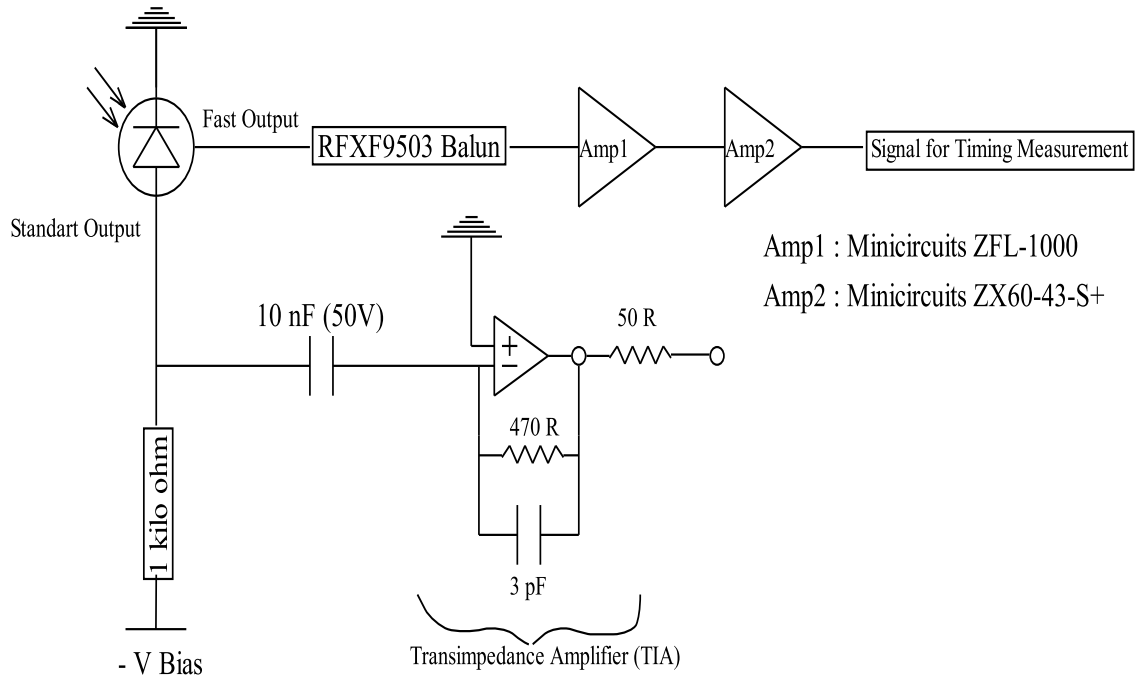 Fast Output
RFXF9503 Balun
Amp1
Amp2
Signal for Timing Measurement
Standart Output
Amp1 : Minicircuits ZFL-1000
Amp2 : Minicircuits ZX60-43-S+
10 nF (50V)
+
−
50 R
470 R
1 kilo ohm
3 pF
Transimpedance Amplifier (TIA)
- V Bias